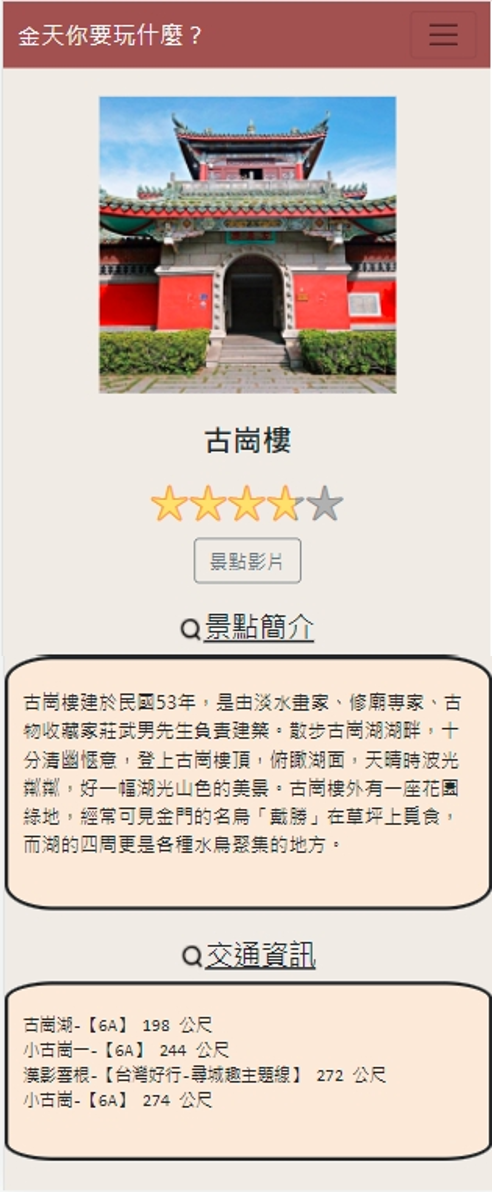 金天你要玩什麼？
古崗樓
景點影片
景點簡介
古崗樓建於民國53年，是由淡水畫家、修廟專家、古
物收藏家莊武男先生負責建築。散步古崗湖湖畔，十
分清幽愜意，登上古崗樓頂，俯瞰湖面，天晴時波光
粼粼，好一幅湖光山色的美景。古崗樓外有一座花園
綠地，經常可見金門的名鳥「戴勝」在草坪上覓食，
而湖的四周更是各種水鳥聚集的地方。
交通資訊
古崗湖-【6A】 198 公尺
小古崗一-【6A】 244 公尺
漢影雲根-【台灣好行-尋城趣主題線】 272 公尺
小古崗-【6A】 274 公尺